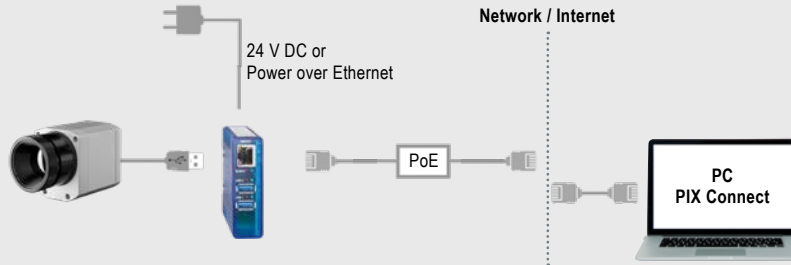 Network / Internet
24 V DC or
Power over Ethernet
PoE
PC
PIX Connect